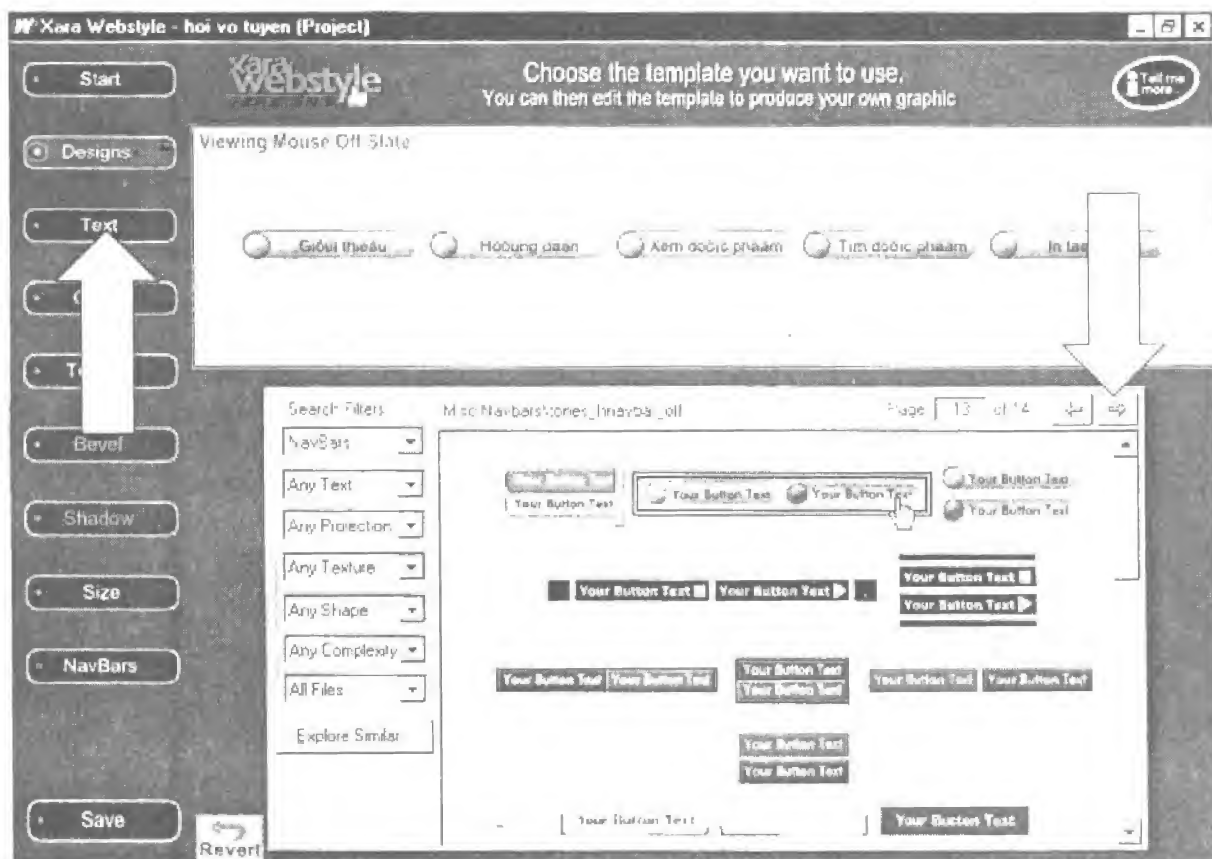 Xara Webstyle - hoi vo tuyen (Project)
Start
xara
webstyle
Choose the template you want to use.
You can then edit the template to produce your own graphic
Tell me
more
Designs
Viewing Mouse Off State
Text
Gióùi thieäu
Höôùng daãn
Xem
Tìm
In
Bevel
Shadow
Size
NavBars
Save
Revert
Search Filters
Page 13 of 14
NavBars
Any Text
Any Projection
Any Texture
Any Shape
Any Complexity
All Files
Explore Similar
Your Button Text
Your Button Text Your Button Text
Your Button Text
Your Button Text
Your Button Text Your Button Text
Your Button Text
Your Button Text
Your Button Text Your Button Text
Your Button Text
Your Button Text
Your Button Text Your Button Text
Your Button Text
Your Button Text
Your Button Text
Your Button Text